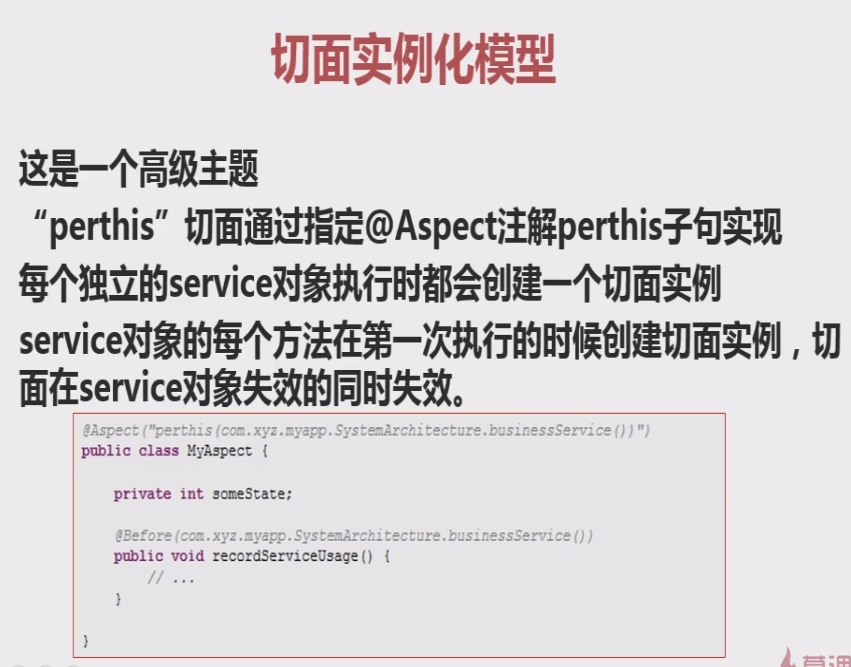 切面实例化模型
这是一个高级主题
“perthis”切面通过指定@Aspect注解perthis子句实现
每个独立的service对象执行时都会创建一个切面实例
service对象的每个方法在第一次执行的时候创建切面实例，切
面在service对象失效的同时失效。
@Aspect("perthis(com.xyz.myapp.SystemArchitecture.businessService())")
public class MyAspect {
private int someState;
@Before(com.xyz.myapp.SystemArchitecture.businessService())
public void recordServiceUsage() {
// ...
}
}